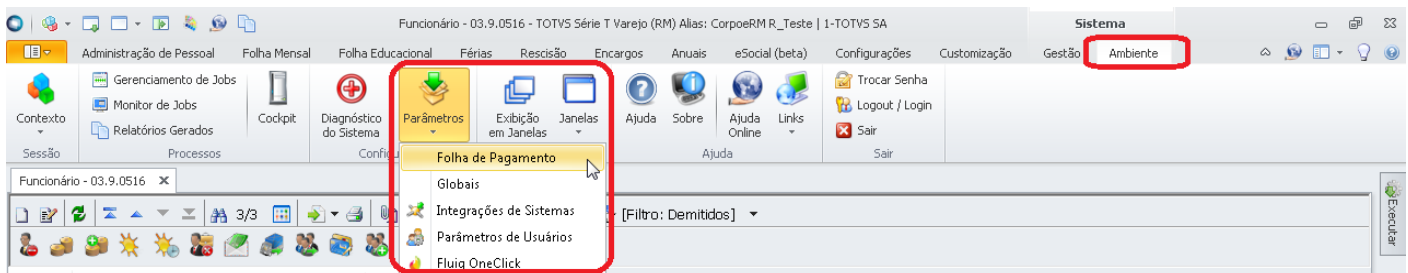 Funcionário - 03.9.0516 - TOTVS Série T Varejo (RM) Alias: CorpoeRM R_Teste | 1-TOTVS SA
Sistema
Administração de Pessoal Folha Mensal Folha Educacional Férias Rescisão Encargos Anuais eSocial (beta) Configurações Customização Gestão Ambiente
Contexto
Gerenciamento de Jobs
Monitor de Jobs
Relatórios Gerados
Cockpit
Diagnóstico
do Sistema
Parâmetros
Exibição
em Janelas
Janelas
Ajuda
Sobre
Ajuda
Online
Links
Trocar Senha
Logout / Login
Sair
Sessão Processos Ajuda Sair
Folha de Pagamento
Globais
Integrações de Sistemas
Parâmetros de Usuários
Fluig OneClick
Funcionário - 03.9.0516
3/3
[Filtro: Demitidos]
Executar